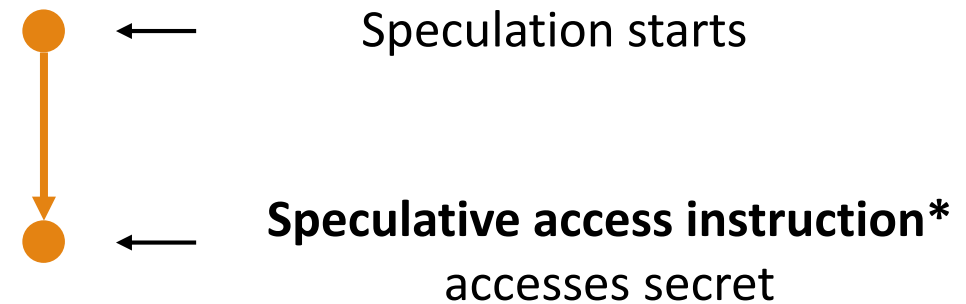 Speculation starts
Speculative access instruction*
accesses secret